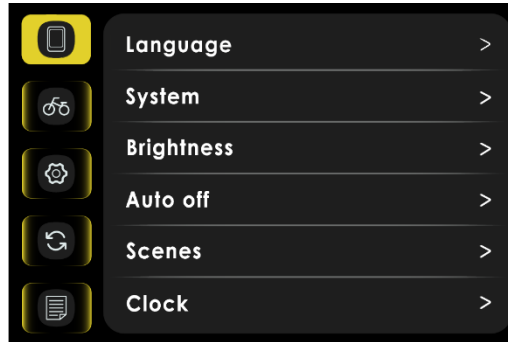 Language >
System >
Brightness >
Auto off >
Scenes >
Clock >